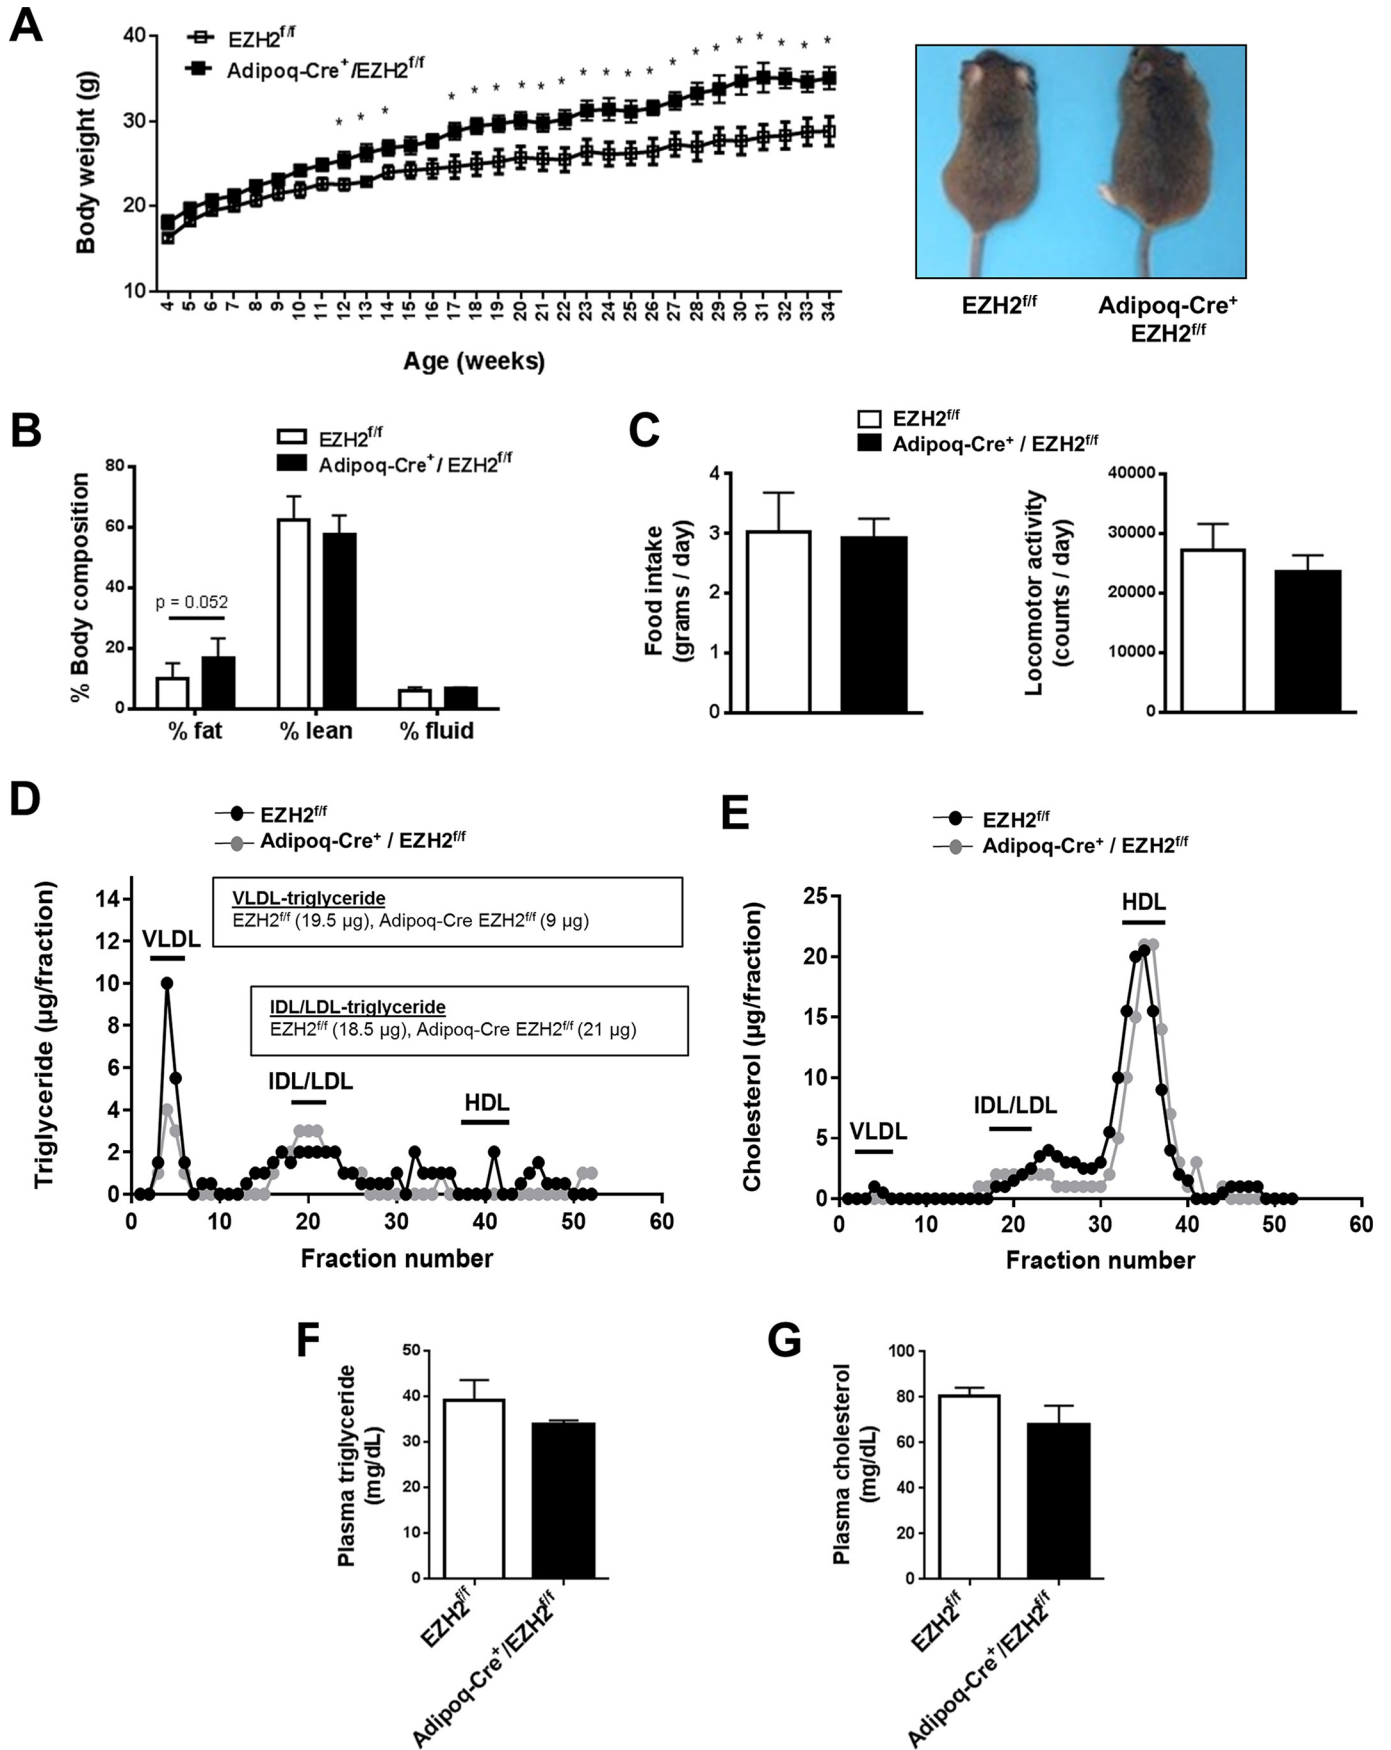 A
EZH2f/f
Adipoq-Cre+/EZH2f/f
Body weight (g)
40
30
20
10
* * * * * * * * * * * * * * * * * * * * *
4 5 6 7 8 9 10 11 12 13 14 15 16 17 18 19 20 21 22 23 24 25 26 27 28 29 30 31 32 33 34
Age (weeks)
EZH2f/f
Adipoq-Cre+
EZH2f/f
B
EZH2f/f
Adipoq-Cre+/ EZH2f/f
% Body composition
80
60
40
20
0
p = 0.052
% fat % lean % fluid
C
EZH2f/f
Adipoq-Cre+ / EZH2f/f
Food intake
(grams / day)
4
3
2
1
0
Locomotor activity
(counts / day)
40000
30000
20000
10000
0
D
EZH2f/f
Adipoq-Cre+ / EZH2f/f
Triglyceride (µg/fraction)
14
12
10
8
6
4
2
0
VLDL-triglyceride
EZH2f/f (19.5 µg), Adipoq-Cre EZH2f/f (9 µg)
VLDL
IDL/LDL-triglyceride
EZH2f/f (18.5 µg), Adipoq-Cre EZH2f/f (21 µg)
IDL/LDL
HDL
0 10 20 30 40 50 60
Fraction number
E
EZH2f/f
Adipoq-Cre+ / EZH2f/f
Cholesterol (µg/fraction)
25
20
15
10
5
0
HDL
IDL/LDL
VLDL
0 10 20 30 40 50 60
Fraction number
F
Plasma triglyceride
(mg/dL)
50
40
30
20
10
0
EZH2f/f
Adipoq-Cre+/EZH2f/f
G
Plasma cholesterol
(mg/dL)
100
80
60
40
20
0
EZH2f/f
Adipoq-Cre+/EZH2f/f